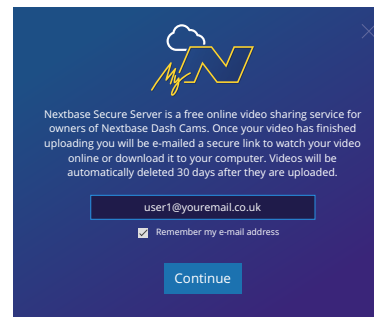 My N
Nextbase Secure Server is a free online video sharing service for
owners of Nextbase Dash Cams. Once your video has finished
uploading you will be e-mailed a secure link to watch your video
online or download it to your computer. Videos will be
automatically deleted 30 days after they are uploaded.
user1@youremail.co.uk
Remember my e-mail address
Continue